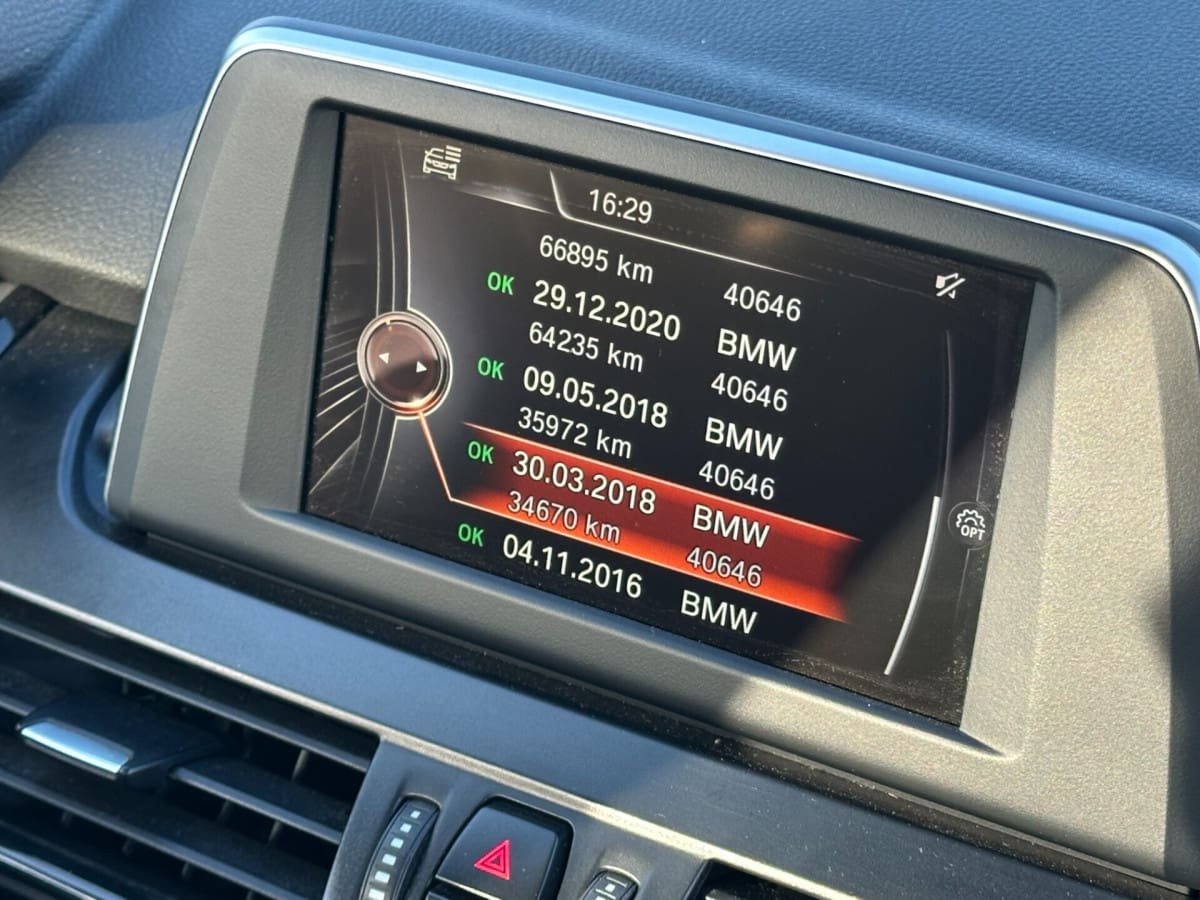 16:29
66895 km 40646
OK 29.12.2020 BMW
64235 km 40646
OK 09.05.2018 BMW
35972 km 40646
OK 30.03.2018 BMW
34670 km 40646
OK 04.11.2016 BMW
OPT